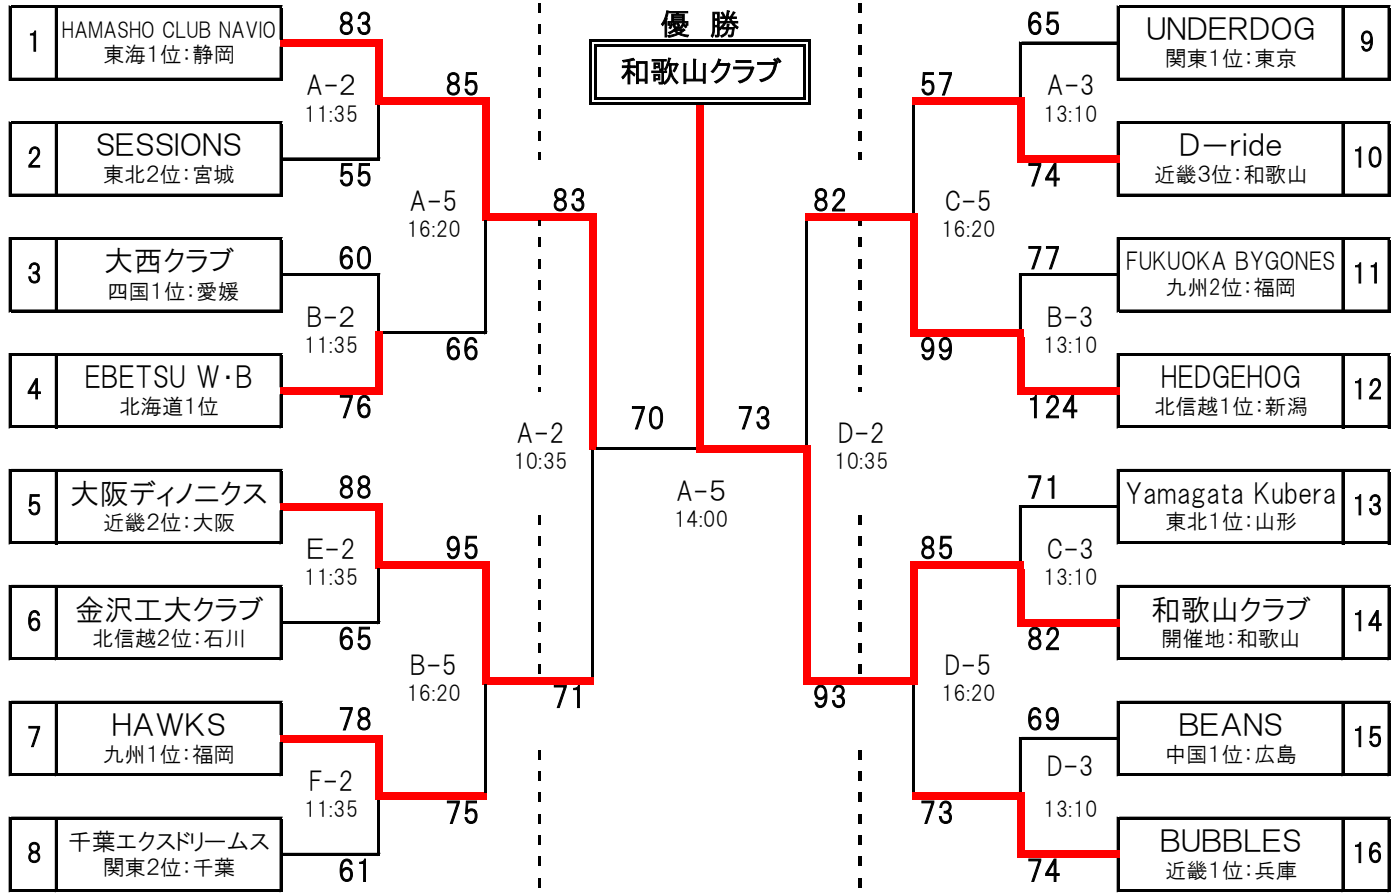 優 勝
和歌山クラブ
1
HAMASHO CLUB NAVIO
東海1位:静岡
83
A-2
11:35
2
SESSIONS
東北2位:宮城
55
85
A-5
16:20
3
大西クラブ
四国1位:愛媛
60
B-2
11:35
4
EBETSU W・B
北海道1位
76
66
83
A-2
10:35
5
大阪ディノニクス
近畿2位:大阪
88
E-2
11:35
6
金沢工大クラブ
北信越2位:石川
65
95
B-5
16:20
7
HAWKS
九州1位:福岡
78
F-2
11:35
8
千葉エクスドリームス
関東2位:千葉
61
75
71
70
73
A-5
14:00
65
UNDERDOG
関東1位:東京
9
A-3
13:10
74
D-ride
近畿3位:和歌山
10
57
C-5
16:20
77
FUKUOKA BYGONES
九州2位:福岡
11
B-3
13:10
124
HEDGEHOG
北信越1位:新潟
12
99
82
D-2
10:35
71
Yamagata Kubera
東北1位:山形
13
C-3
13:10
82
和歌山クラブ
開催地:和歌山
14
85
D-5
16:20
69
BEANS
中国1位:広島
15
D-3
13:10
74
BUBBLES
近畿1位:兵庫
16
73
93